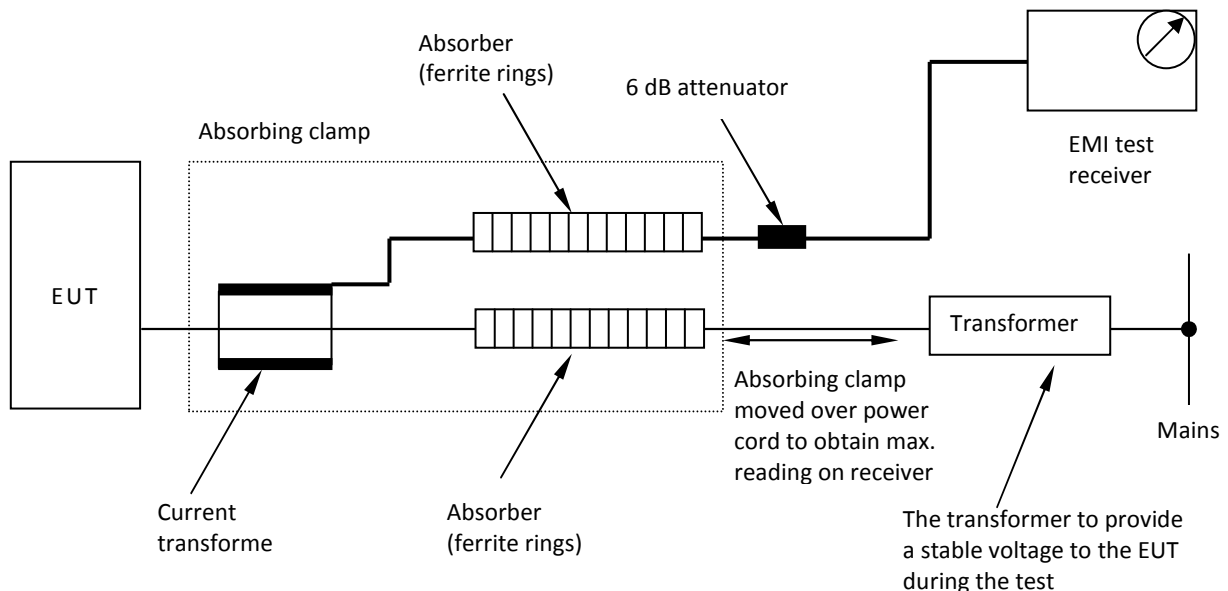 Absorber
(ferrite rings)
6 dB attenuator
Absorbing clamp
EMI test
receiver
EUT
Transformer
Absorbing clamp
moved over power
cord to obtain max.
reading on receiver
Mains
Current
transforme
Absorber
(ferrite rings)
The transformer to provide
a stable voltage to the EUT
during the test